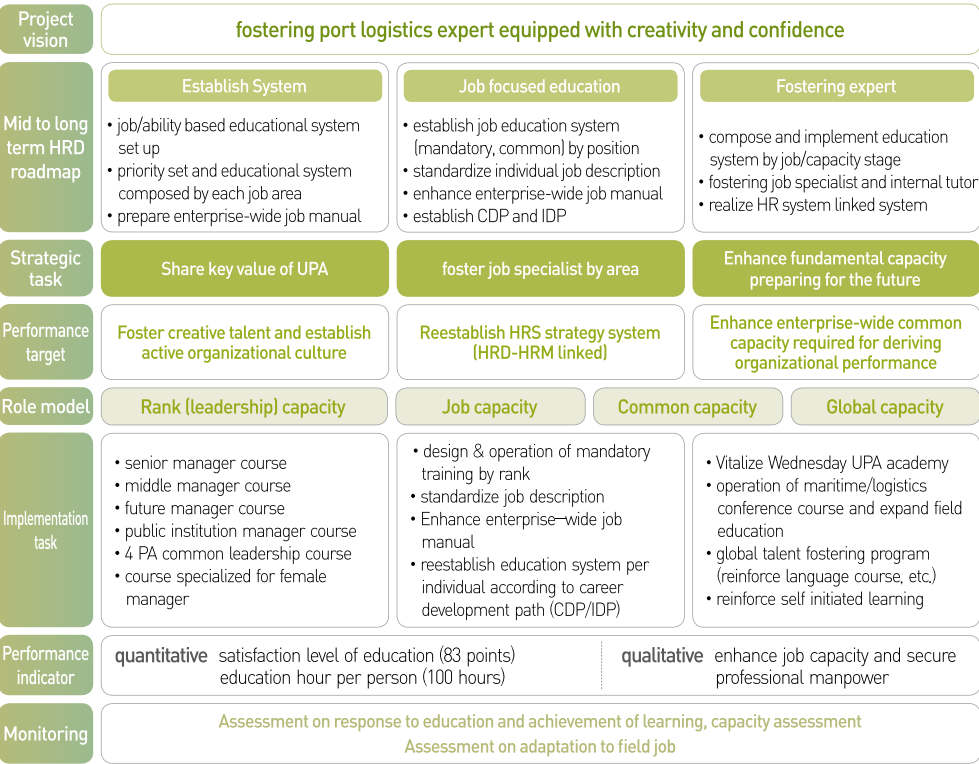 Project
vision
fostering port logistics expert equipped with creativity and confidence
Mid to long
term HRD
roadmap
Establish System
• job/ability based educational system
set up
• priority set and educational system
composed by each job area
• prepare enterprise-wide job manual
Job focused education
• establish job education system
(mandatory, common) by position
• standardize individual job description
• enhance enterprise-wide job manual
• establish CDP and IDP
Fostering expert
• compose and implement education
system by job/capacity stage
• fostering job specialist and internal tutor
• realize HR system linked system
Strategic
task
Share key value of UPA
foster job specialist by area
Enhance fundamental capacity
preparing for the future
Performance
target
Foster creative talent and establish
active organizational culture
Reestablish HRS strategy system
(HRD-HRM linked)
Enhance enterprise-wide common
capacity required for deriving
organizational performance
Role model
Rank (leadership) capacity
Job capacity
Common capacity
Global capacity
Implementation
task
• senior manager course
• middle manager course
• future manager course
• public institution manager course
• 4 PA common leadership course
• course specialized for female
manager
• design & operation of mandatory
training by rank
• standardize job description
• Enhance enterprise–wide job
manual
• reestablish education system per
individual according to career
development path (CDP/IDP)
• Vitalize Wednesday UPA academy
• operation of maritime/logistics
conference course and expand field
education
• global talent fostering program
(reinforce language course, etc.)
• reinforce self initiated learning
Performance
indicator
quantitative satisfaction level of education (83 points)
education hour per person (100 hours)
qualitative enhance job capacity and secure
professional manpower
Monitoring
Assessment on response to education and achievement of learning, capacity assessment
Assessment on adaptation to field job